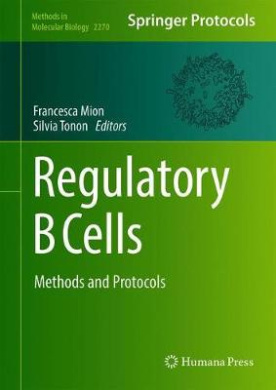 Methods in
Molecular Biology 2270
Springer Protocols
Francesca Mion
Silvia Tonon Editors
Regulatory
B Cells
Methods and Protocols
Humana Press